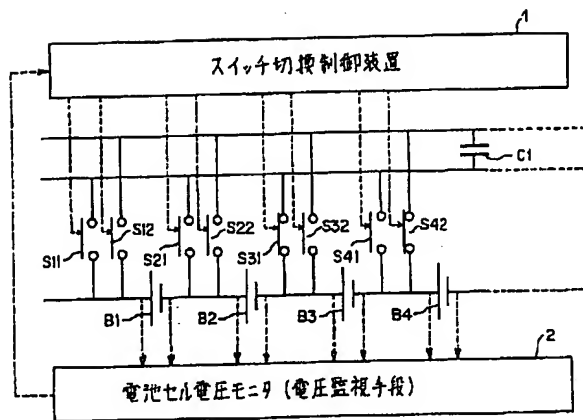 1
スイッチ切換制御装置
C1
S11
S12
S21
S22
S31
S32
S41
S42
B1
B2
B3
B4
2
電池セル電圧モニタ(電圧監視手段)